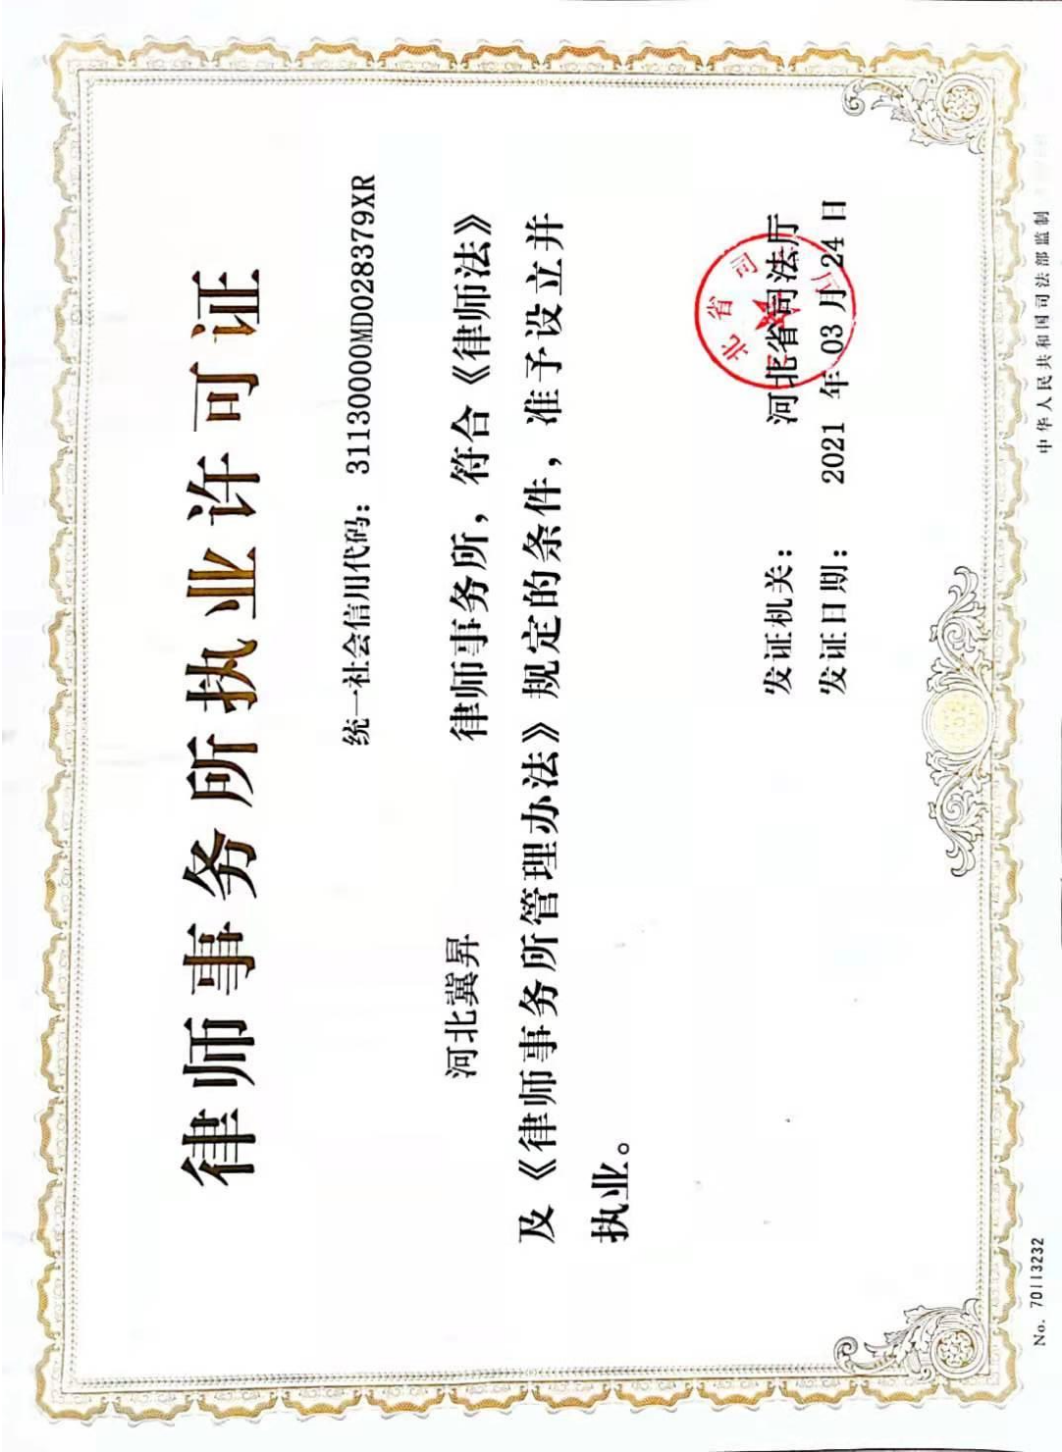 律师事务所执业许可证
统一社会信用代码：31130000MD028379XR
河北冀昇 律师事务所，符合《律师法》
及《律师事务所管理办法》规定的条件，准予设立并
执业。
发证机关：河北省司法厅
发证日期：2021 年 03 月 24 日
北省司
No. 70113232
中华人民共和国司法部监制